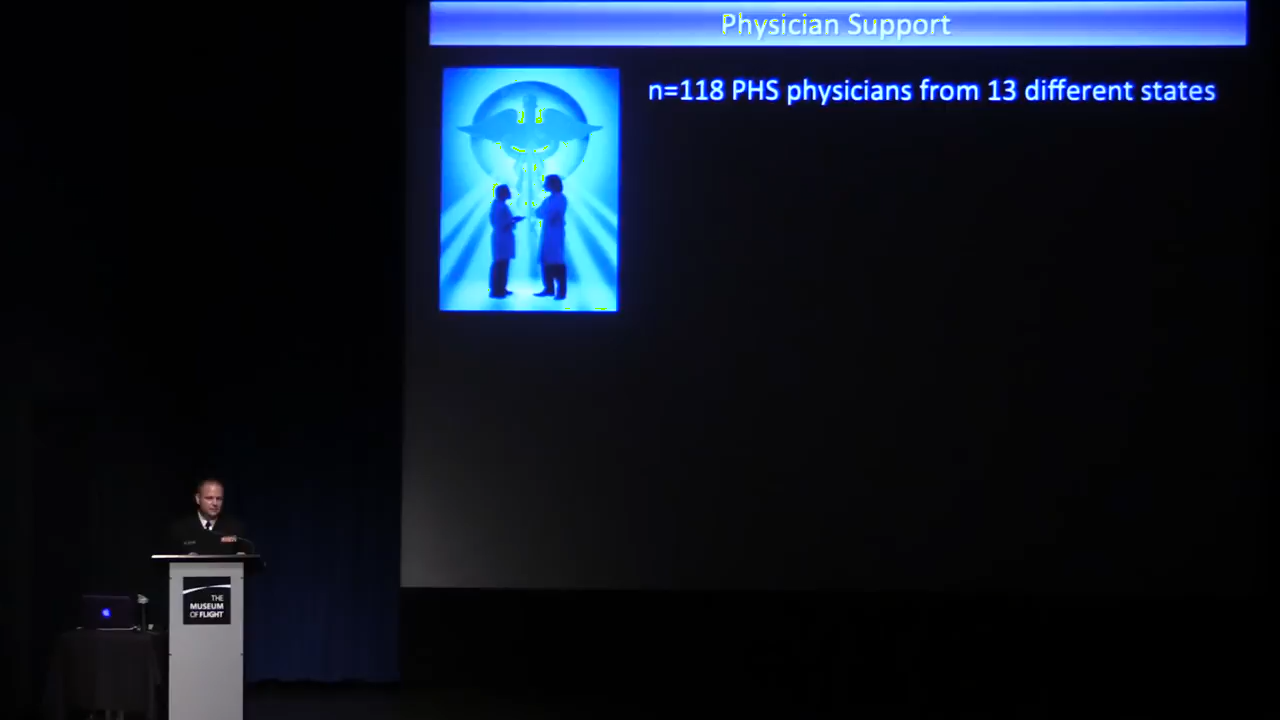 Physician Support
n=118 PHS physicians from 13 different states
THE
MUSEUM
OF FLIGHT